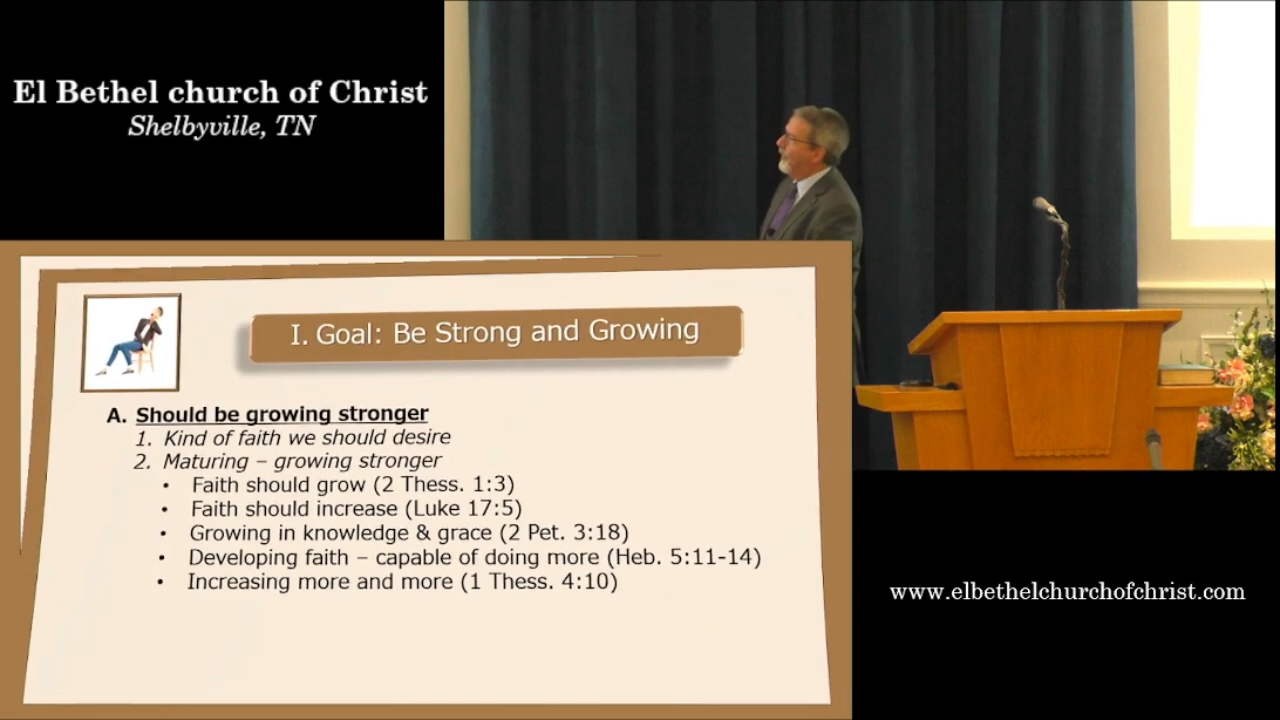 El Bethel church of Christ
Shelbyville, TN
I. Goal: Be Strong and Growing
A. Should be growing stronger
1. Kind of faith we should desire
2. Maturing – growing stronger
• Faith should grow (2 Thess. 1:3)
• Faith should increase (Luke 17:5)
• Growing in knowledge & grace (2 Pet. 3:18)
• Developing faith – capable of doing more (Heb. 5:11-14)
• Increasing more and more (1 Thess. 4:10)
www.elbethelchurchofchrist.com